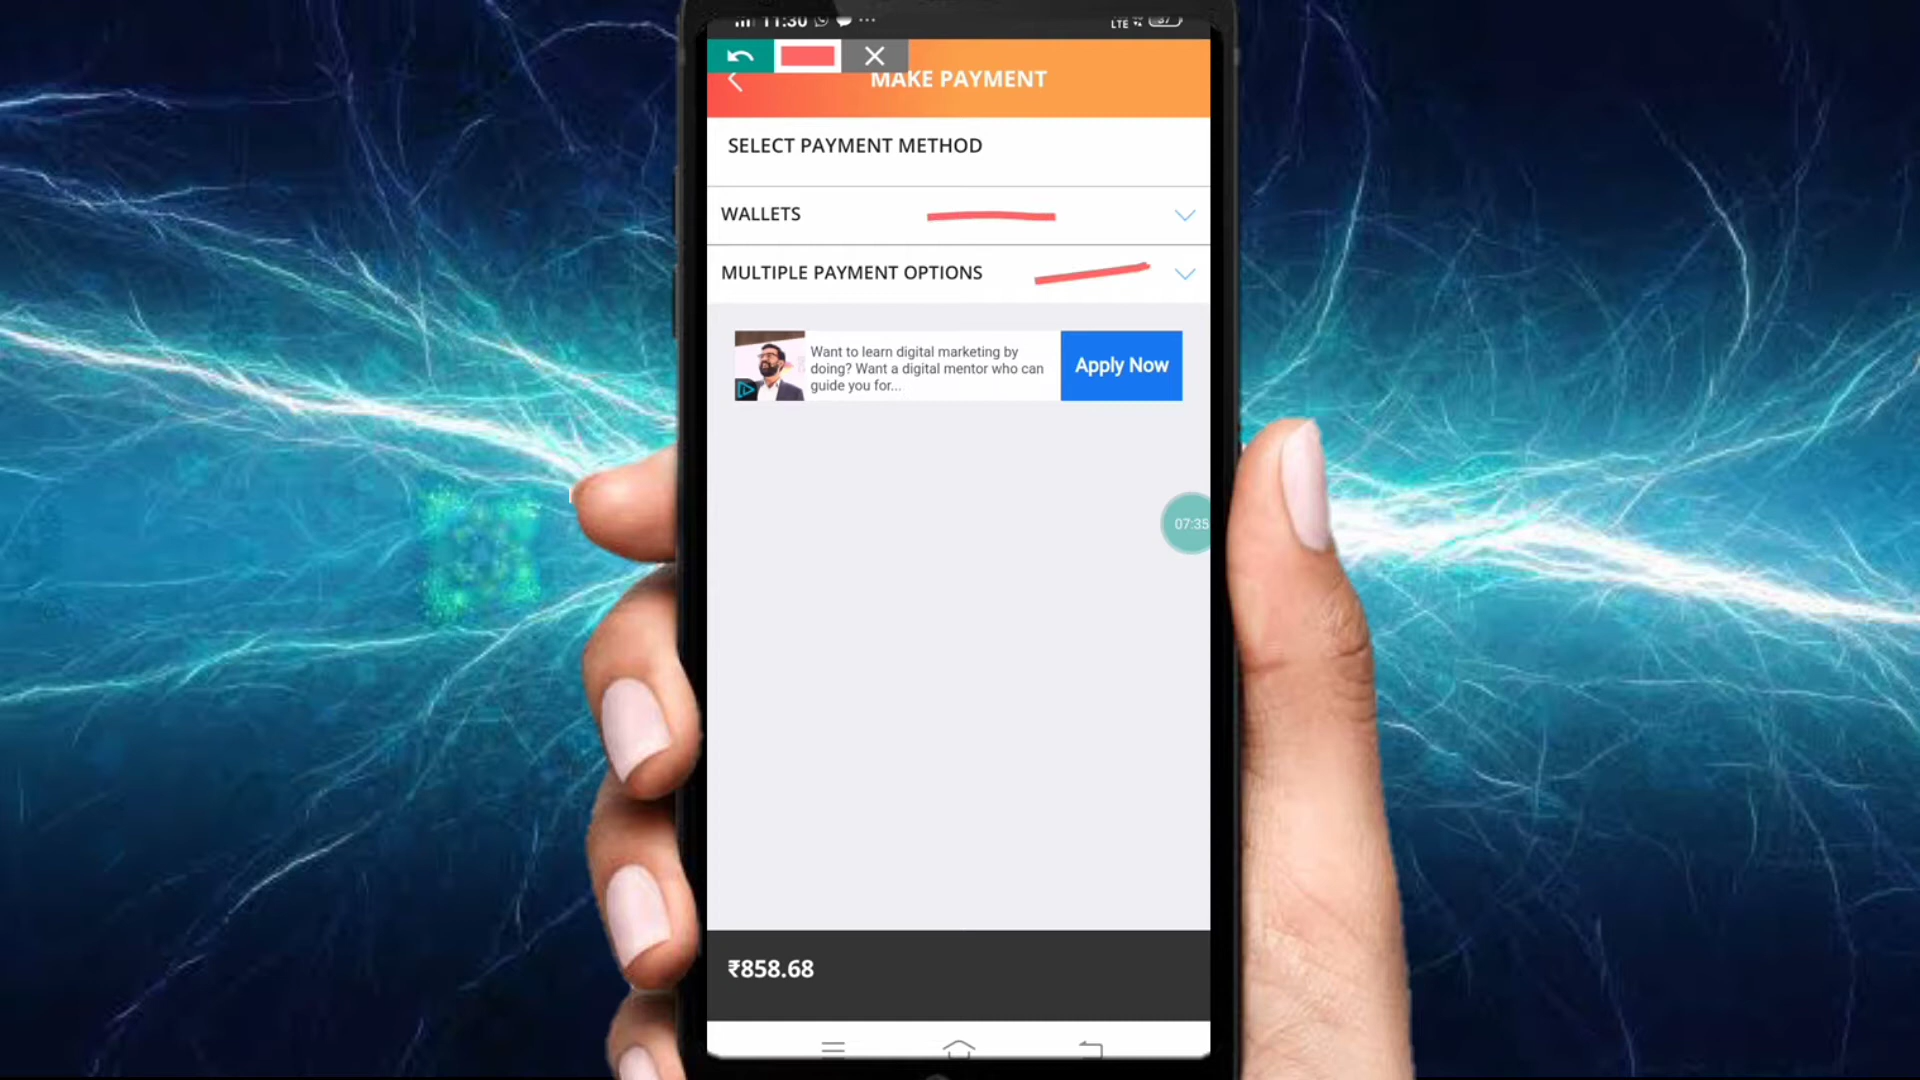 11:30
LTE
37
MAKE PAYMENT
SELECT PAYMENT METHOD
WALLETS
MULTIPLE PAYMENT OPTIONS
Want to learn digital marketing by
doing? Want a digital mentor who can
guide you for...
Apply Now
07:35
₹858.68